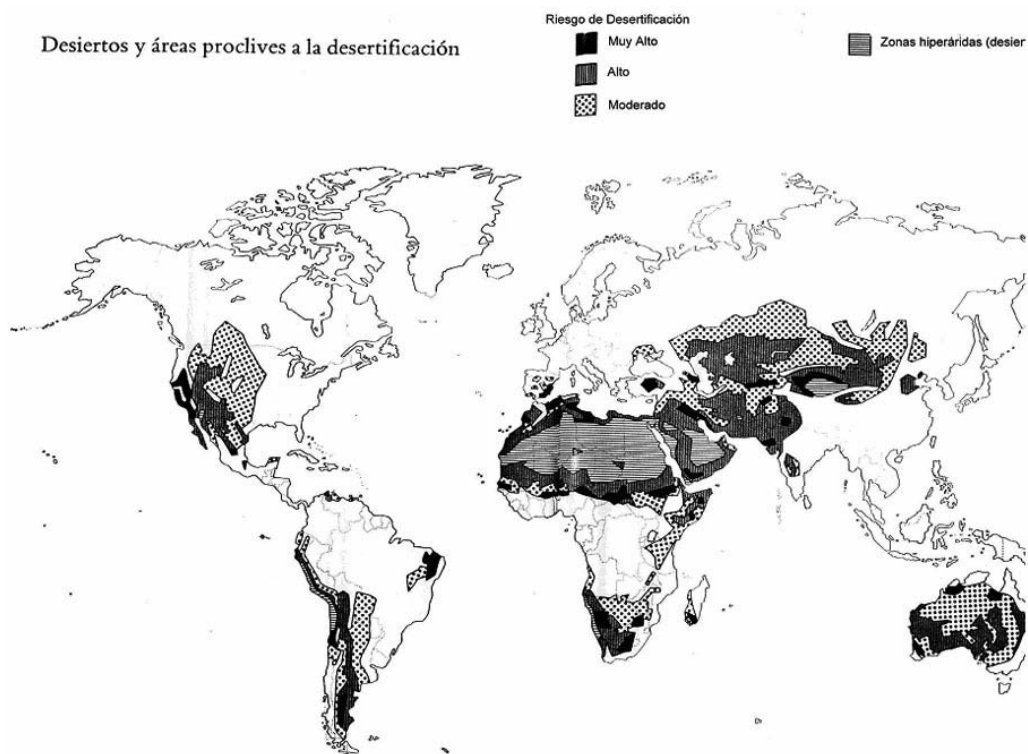 Desiertos y áreas proclives a la desertificación
Riesgo de Desertificación
Muy Alto
Alto
Moderado
Zonas hiperáridas (desier